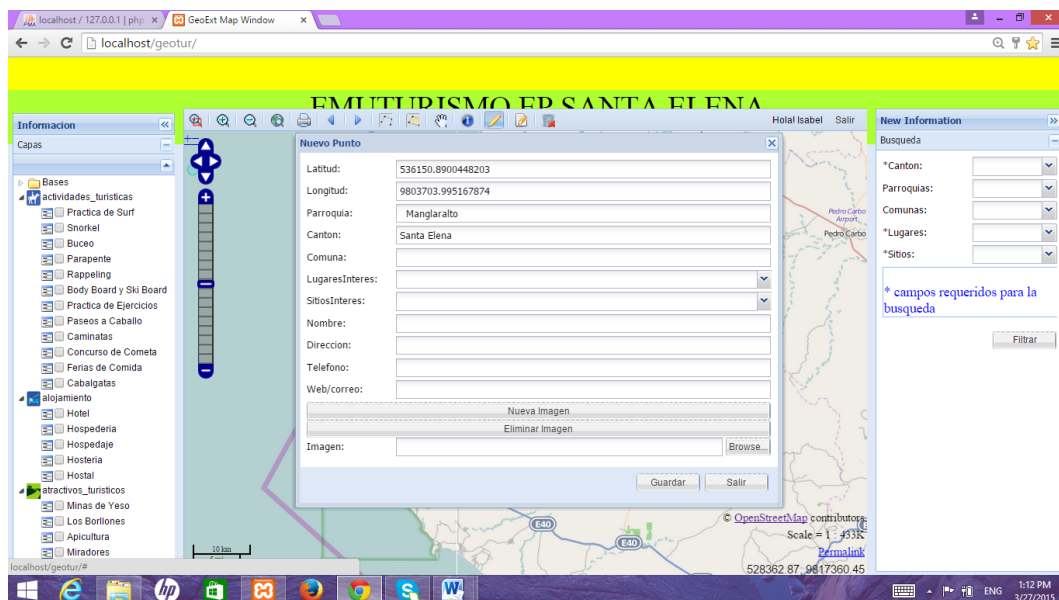 localhost / 127.0.0.1 | php
GeoExt Map Window
localhost/geotur/
EMUTURISMO EP SANTA ELENA
Informacion
Capas
Bases
actividades_turisticas
Practica de Surf
Snorkel
Buceo
Parapente
Rappeling
Body Board y Ski Board
Practica de Ejercicios
Paseos a Caballo
Caminatas
Concurso de Cometa
Ferias de Comida
Cabalgatas
alojamiento
Hotel
Hospederia
Hospedaje
Hosteria
Hostal
atractivos_turisticos
Minas de Yeso
Los Borllones
Apicultura
Miradores
localhost/geotur/#
Hola! Isabel Salir
Nuevo Punto
Latitud: 536150.8900448203
Longitud: 9803703.995167874
Parroquia: Manglaralto
Canton: Santa Elena
Comuna:
LugaresInteres:
SitiosInteres:
Nombre:
Direccion:
Telefono:
Web/correo:
Nueva Imagen
Eliminar Imagen
Imagen: Browse...
Guardar Salir
Pedro Carbo
Airport
Pedro Carbo
E40
E40
10 km
© OpenStreetMap contributors
Scale = 1 : 433K
Permalink
528362.87, 9817360.45
New Information
Busqueda
*Canton:
Parroquias:
Comunas:
*Lugares:
*Sitios:
* campos requeridos para la
busqueda
Filtrar
ENG
1:12 PM
3/27/2015